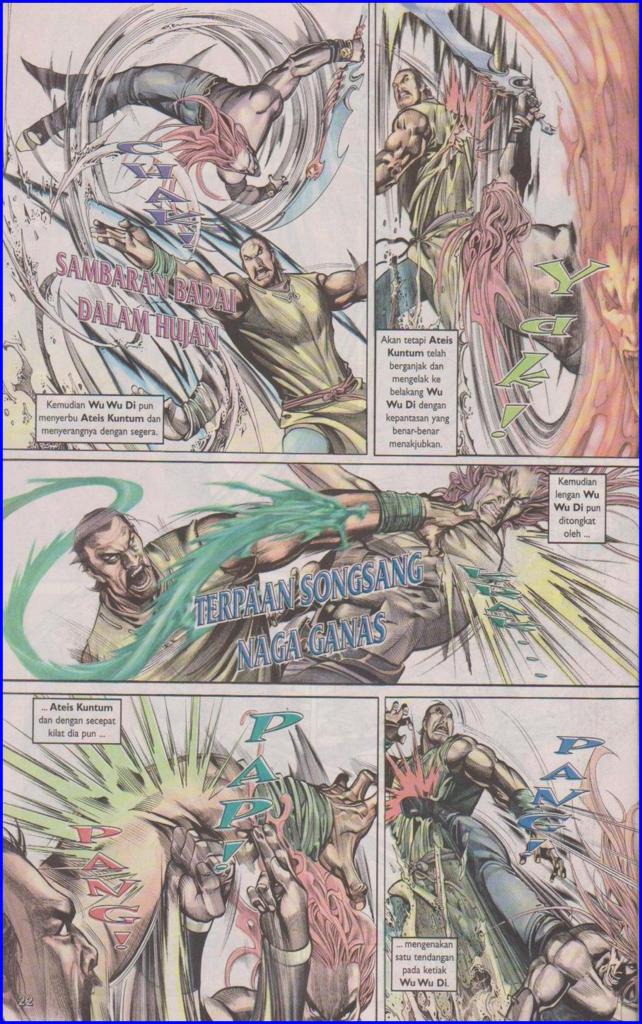 CHAK!
SAMBARAN BADAI
DALAM HUJAN
Kemudian Wu Wu Di pun
menyerbu Ateis Kuntum dan
menyerangnya dengan segera.
Akan tetapi Ateis
Kuntum telah
berganjak dan
mengelak ke
belakang Wu
Wu Di dengan
kepantasan yang
benar-benar
menakjubkan.
YAK!
Kemudian
lengan Wu
Wu Di pun
ditongkat
oleh ...
TERPAAN SONGSANG
NAGA GANAS
... Ateis Kuntum
dan dengan secepat
kilat dia pun ...
PAP!
PANG!
PANG!
... mengenakan
satu tendangan
pada ketiak
Wu Wu Di.
22